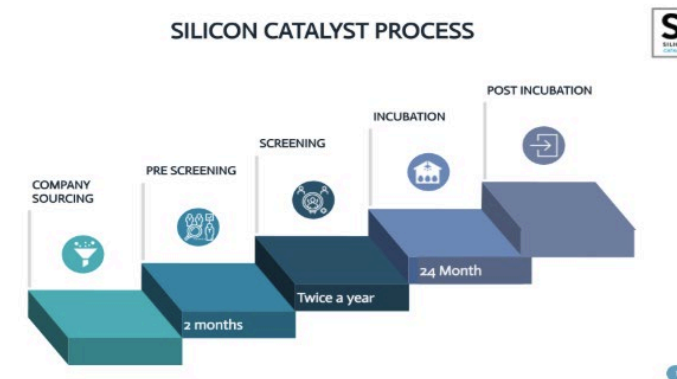 SILICON CATALYST PROCESS
POST INCUBATION
INCUBATION
SCREENING
PRE SCREENING
COMPANY
SOURCING
24 Month
Twice a year
2 months